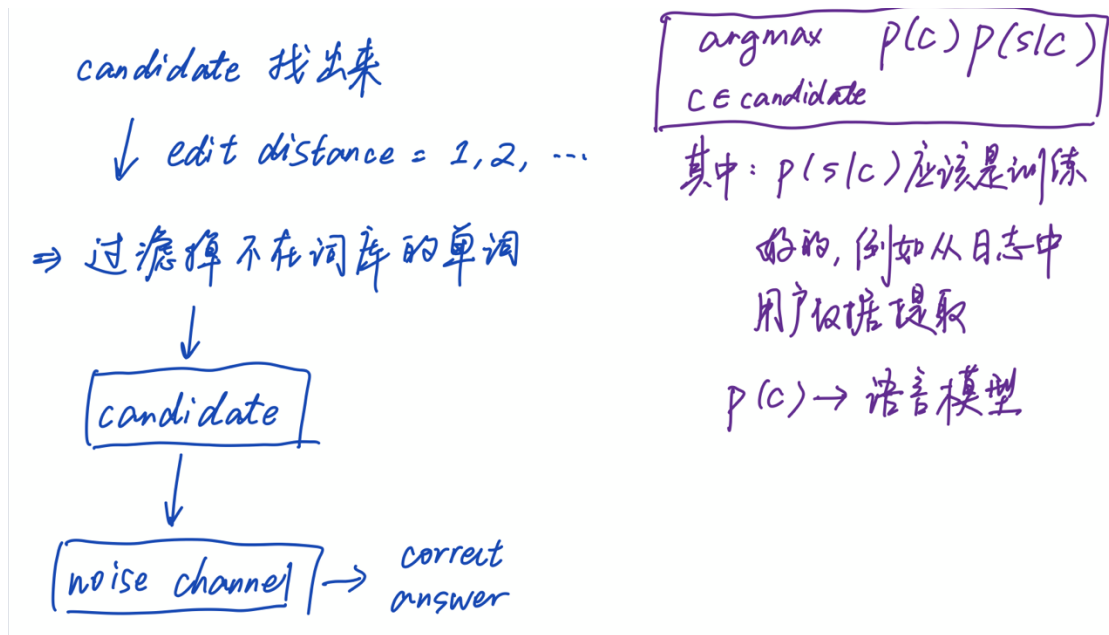 candidate 找出来
edit distance = 1,2, ...
⇒ 过滤掉不在词库的单调
candidate
noise channel → correct
answer
argmax p(c) p(s|c)
c ∈ candidate
其中: p(s|c) 应该是训练
好的, 例如从日志中
用户数据提取
p(c) → 语言模型